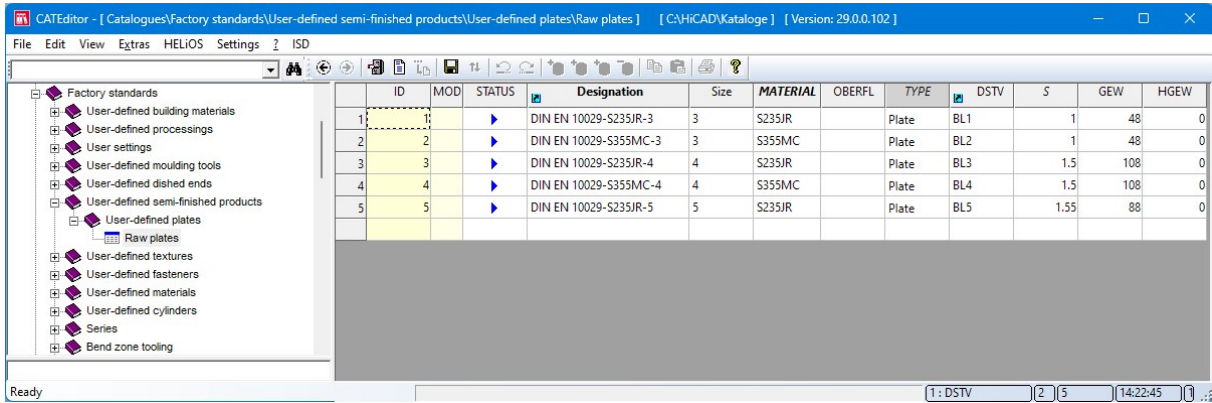 CATEditor - [ Catalogues\Factory standards\User-defined semi-finished products\User-defined plates\Raw plates ] [ C:\HiCAD\Kataloge ] [ Version: 29.0.0.102 ]
File Edit View Extras HELiOS Settings ? ISD
Factory standards
User-defined building materials
User-defined processings
User settings
User-defined moulding tools
User-defined dished ends
User-defined semi-finished products
User-defined plates
Raw plates
User-defined textures
User-defined fasteners
User-defined materials
User-defined cylinders
Series
Bend zone tooling
ID MOD STATUS Designation Size MATERIAL OBERFL TYPE DSTV S GEW HGEW
1 1 DIN EN 10029-S235JR-3 3 S235JR Plate BL1 1 48 0
2 2 DIN EN 10029-S355MC-3 3 S355MC Plate BL2 1 48 0
3 3 DIN EN 10029-S235JR-4 4 S235JR Plate BL3 1.5 108 0
4 4 DIN EN 10029-S355MC-4 4 S355MC Plate BL4 1.5 108 0
5 5 DIN EN 10029-S235JR-5 5 S235JR Plate BL5 1.55 88 0
Ready 1 : DSTV 2 5 14:22:45 1